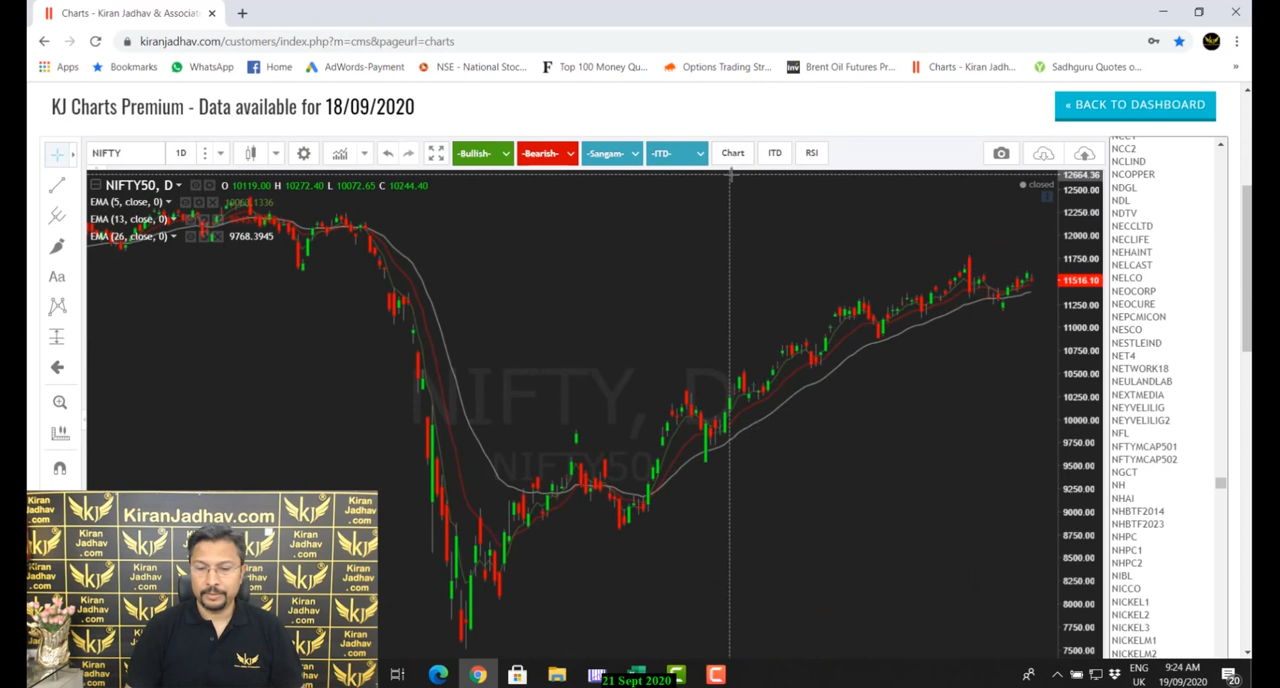 Charts - Kiran Jadhav & Associat
kiranjadhav.com/customers/index.php?m=cms&pageurl=charts
Apps
Bookmarks
WhatsApp
Home
AdWords-Payment
NSE - National Stoc...
Top 100 Money Qu...
Options Trading Str...
Brent Oil Futures Pr...
Charts - Kiran Jadh...
Sadhguru Quotes o...
KJ Charts Premium - Data available for 18/09/2020
« BACK TO DASHBOARD
NIFTY
1D
-Bullish-
-Bearish-
-Sangam-
-ITD-
Chart
ITD
RSI
NIFTY50, D
O 10119.00 H 10272.40 L 10072.65 C 10244.40
closed
EMA (5, close, 0)
EMA (13, close, 0)
EMA (26, close, 0) 9768.3945
Aa
NIFTY, D
NIFTY50
12664.36
12500.00
12250.00
12000.00
11750.00
11516.10
11250.00
11000.00
10750.00
10500.00
10250.00
10000.00
9750.00
9500.00
9250.00
9000.00
8750.00
8500.00
8250.00
8000.00
7750.00
7500.00
NCC2
NCLIND
NCOPPER
NDGL
NDL
NDTV
NECCLTD
NECLIFE
NEHAINT
NELCAST
NELCO
NEOCORP
NEOCURE
NEPCMICON
NESCO
NESTLEIND
NET4
NETWORK18
NEULANDLAB
NEXTMEDIA
NEYVELILIG
NEYVELILIG2
NFL
NFTYMCAP501
NFTYMCAP502
NGCT
NH
NHAI
NHBTF2014
NHBTF2023
NHPC
NHPC1
NHPC2
NIBL
NICCO
NICKEL1
NICKEL2
NICKEL3
NICKELM1
NICKELM2
KiranJadhav.com
Kiran
Jadhav
.com
KJ
21 Sept 2020
ENG
UK
9:24 AM
19/09/2020
20